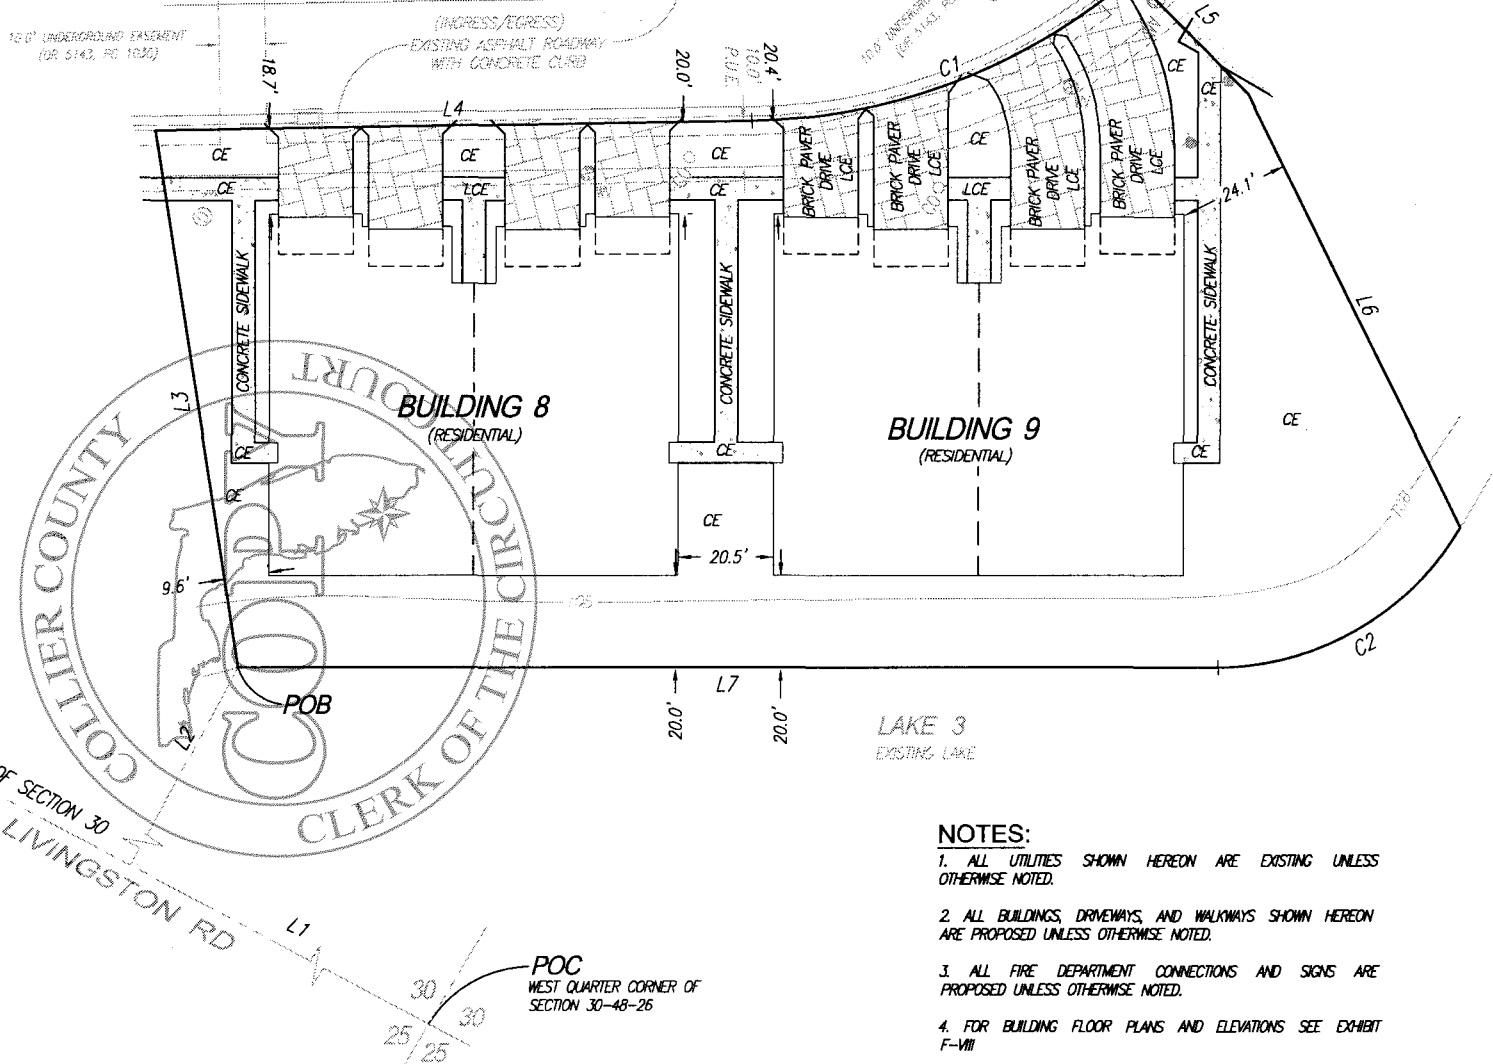 10.0' UNDERGROUND EASEMENT
(OR 5143, PG 1030)
(INGRESS/EGRESS)
EXISTING ASPHALT ROADWAY
WITH CONCRETE CURB
10.0' UNDERGROUND
(OR 5143, PG
18.7'
20.0'
10.0'
P.U.E.
20.4'
L4
C1
L5
CE
CE
CE
CE
CE
CE
CE
LCE
CE
CE
LCE
BRICK PAVER
DRIVE
LCE
BRICK PAVER
DRIVE
LCE
BRICK PAVER
DRIVE
LCE
BRICK PAVER
DRIVE
LCE
24.1'
L6
CONCRETE SIDEWALK
CONCRETE SIDEWALK
CONCRETE SIDEWALK
L3
BUILDING 8
(RESIDENTIAL)
BUILDING 9
(RESIDENTIAL)
CE
CE
CE
CE
CE
CE
20.5'
9.6'
C2
L7
20.0'
20.0'
POB
L2
LAKE 3
EXISTING LAKE
COLLIER COUNTY
CLERK OF THE CIRCUIT COURT
COPY
OF SECTION 30
LIVINGSTON RD
L1
POC
WEST QUARTER CORNER OF
SECTION 30-48-26
30
30
25
25
NOTES:
1. ALL UTILITIES SHOWN HEREON ARE EXISTING UNLESS
OTHERWISE NOTED.
2. ALL BUILDINGS, DRIVEWAYS, AND WALKWAYS SHOWN HEREON
ARE PROPOSED UNLESS OTHERWISE NOTED.
3. ALL FIRE DEPARTMENT CONNECTIONS AND SIGNS ARE
PROPOSED UNLESS OTHERWISE NOTED.
4. FOR BUILDING FLOOR PLANS AND ELEVATIONS SEE EXHIBIT
F-VIII